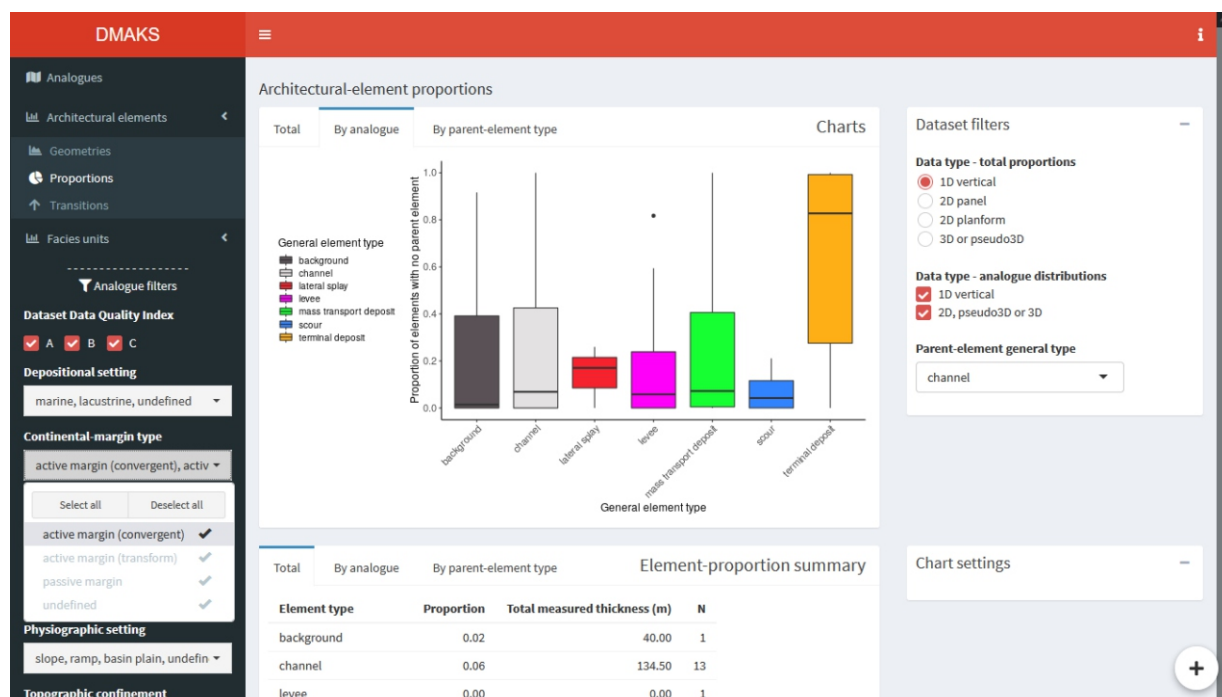 DMAKS
Analogues
Architectural elements
Geometries
Proportions
Transitions
Facies units
Analogue filters
Dataset Data Quality Index
A B C
Depositional setting
marine, lacustrine, undefined
Continental-margin type
active margin (convergent), activ
Select all Deselect all
active margin (convergent)
active margin (transform)
passive margin
undefined
Physiographic setting
slope, ramp, basin plain, undefin
Topographic confinement
Architectural-element proportions
Total By analogue By parent-element type Charts
General element type
background
channel
lateral splay
levee
mass transport deposit
scour
terminal deposit
Proportion of elements with no parent element
1.0
0.8
0.6
0.4
0.2
0.0
background
channel
lateral splay
levee
mass transport deposit
scour
terminal deposit
General element type
Total By analogue By parent-element type Element-proportion summary
Element type Proportion Total measured thickness (m) N
background 0.02 40.00 1
channel 0.06 134.50 13
levee 0.00 0.00 1
Dataset filters
Data type - total proportions
1D vertical
2D panel
2D planform
3D or pseudo3D
Data type - analogue distributions
1D vertical
2D, pseudo3D or 3D
Parent-element general type
channel
Chart settings